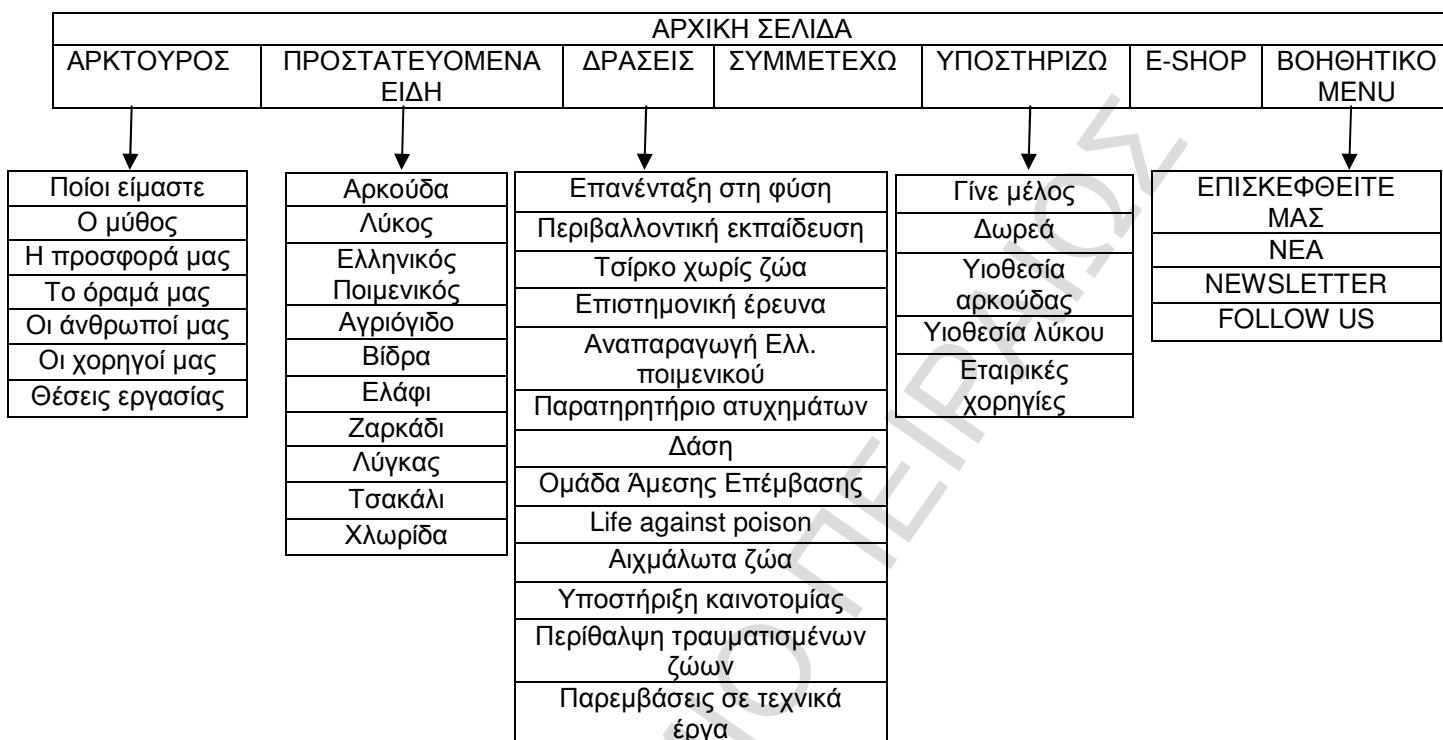 ΑΡΧΙΚΗ ΣΕΛΙΔΑ
ΑΡΚΤΟΥΡΟΣ
ΠΡΟΣΤΑΤΕΥΟΜΕΝΑ
ΕΙΔΗ
ΔΡΑΣΕΙΣ
ΣΥΜΜΕΤΕΧΩ
ΥΠΟΣΤΗΡΙΖΩ
E-SHOP
ΒΟΗΘΗΤΙΚΟ
MENU
Ποίοι είμαστε
Ο μύθος
Η προσφορά μας
Το όραμά μας
Οι άνθρωποί μας
Οι χορηγοί μας
Θέσεις εργασίας
Αρκούδα
Λύκος
Ελληνικός
Ποιμενικός
Αγριόγιδο
Βίδρα
Ελάφι
Ζαρκάδι
Λύγκας
Τσακάλι
Χλωρίδα
Επανένταξη στη φύση
Περιβαλλοντική εκπαίδευση
Τσίρκο χωρίς ζώα
Επιστημονική έρευνα
Αναπαραγωγή Ελλ.
ποιμενικού
Παρατηρητήριο ατυχημάτων
Δάση
Ομάδα Άμεσης Επέμβασης
Life against poison
Αιχμάλωτα ζώα
Υποστήριξη καινοτομίας
Περίθαλψη τραυματισμένων
ζώων
Παρεμβάσεις σε τεχνικά
έργα
Γίνε μέλος
Δωρεά
Υιοθεσία
αρκούδας
Υιοθεσία λύκου
Εταιρικές
χορηγίες
ΕΠΙΣΚΕΦΘΕΙΤΕ
ΜΑΣ
ΝΕΑ
NEWSLETTER
FOLLOW US
ΙΟ ΠΕΙΡΑΙΩΣ